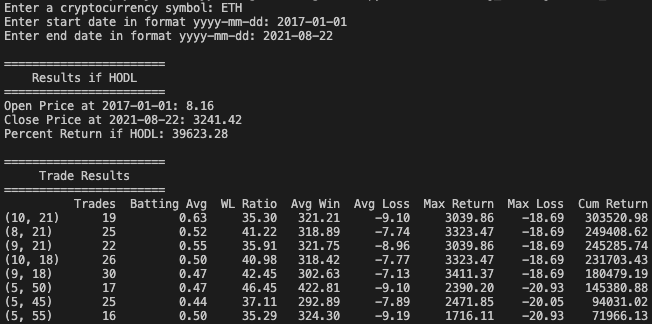 Enter a cryptocurrency symbol: ETH
Enter start date in format yyyy-mm-dd: 2017-01-01
Enter end date in format yyyy-mm-dd: 2021-08-22
=======================
Results if HODL
=======================
Open Price at 2017-01-01: 8.16
Close Price at 2021-08-22: 3241.42
Percent Return if HODL: 39623.28
=======================
Trade Results
=======================
Trades Batting Avg WL Ratio Avg Win Avg Loss Max Return Max Loss Cum Return
(10, 21) 19 0.63 35.30 321.21 -9.10 3039.86 -18.69 303520.98
(8, 21) 25 0.52 41.22 318.89 -7.74 3323.47 -18.69 249408.62
(9, 21) 22 0.55 35.91 321.75 -8.96 3039.86 -18.69 245285.74
(10, 18) 26 0.50 40.98 318.42 -7.77 3323.47 -18.69 231703.43
(9, 18) 30 0.47 42.45 302.63 -7.13 3411.37 -18.69 180479.19
(5, 50) 17 0.47 46.45 422.81 -9.10 2390.20 -20.93 145380.88
(5, 45) 25 0.44 37.11 292.89 -7.89 2471.85 -20.05 94031.02
(5, 55) 16 0.50 35.29 324.30 -9.19 1716.11 -20.93 71966.13